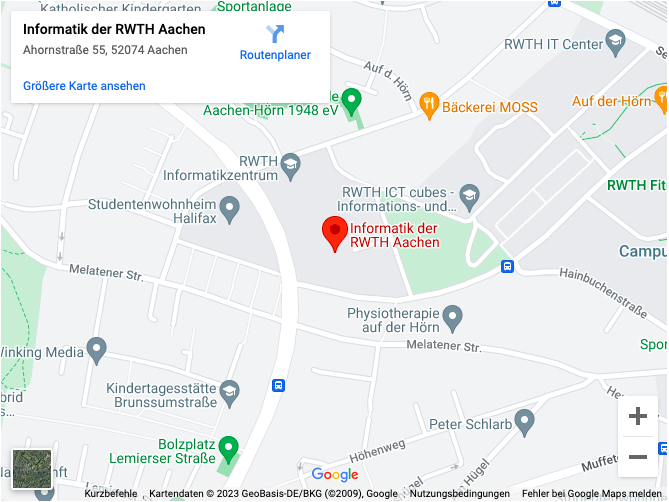 Katholischer Kindergarten
Sportanlage
Informatik der RWTH Aachen
Ahornstraße 55, 52074 Aachen
Routenplaner
Größere Karte ansehen
RWTH IT Center
Auf d. Hörn
Aachen-Hörn 1948 eV
Bäckerei MOSS
Auf der Hörn
RWTH
Informatikzentrum
RWTH Fit
RWTH ICT cubes -
Informations- und...
Studentenwohnheim
Halifax
Informatik der
RWTH Aachen
Campu
Melatener Str.
Hainbuchenstraße
Physiotherapie
auf der Hörn
Melatener Str.
Spo
Winking Media
Kindertagesstätte
Brunssumstraße
Peter Schlarb
Bolzplatz
Lemierser Straße
Höhenweg
Muffete
Hügel
Google
Kurzbefehle
Kartendaten © 2023 GeoBasis-DE/BKG (©2009), Google
Nutzungsbedingungen
Fehler bei Google Maps melden